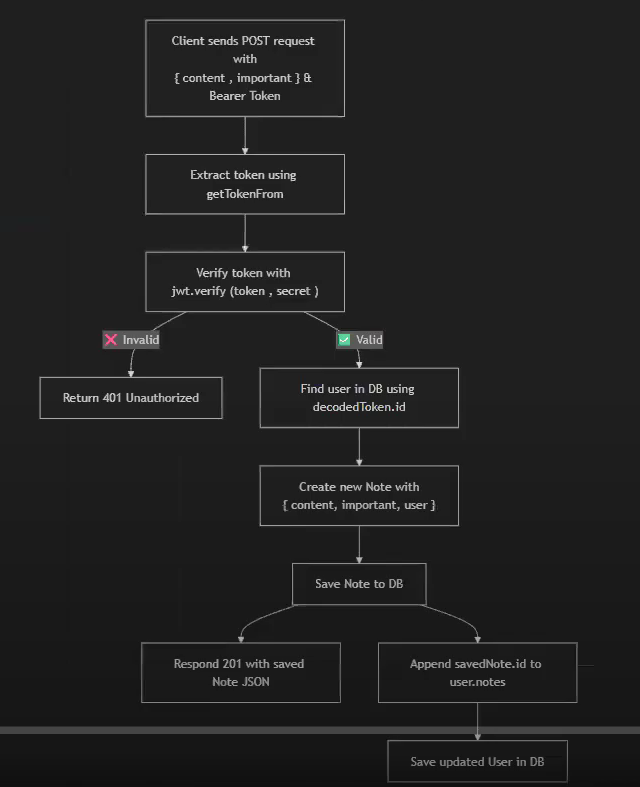 Client sends POST request
with
{ content , important } &
Bearer Token
Extract token using
getTokenFrom
Verify token with
jwt.verify (token , secret )
❌ Invalid
✅ Valid
Return 401 Unauthorized
Find user in DB using
decodedToken.id
Create new Note with
{ content, important, user }
Save Note to DB
Respond 201 with saved
Note JSON
Append savedNote.id to
user.notes
Save updated User in DB